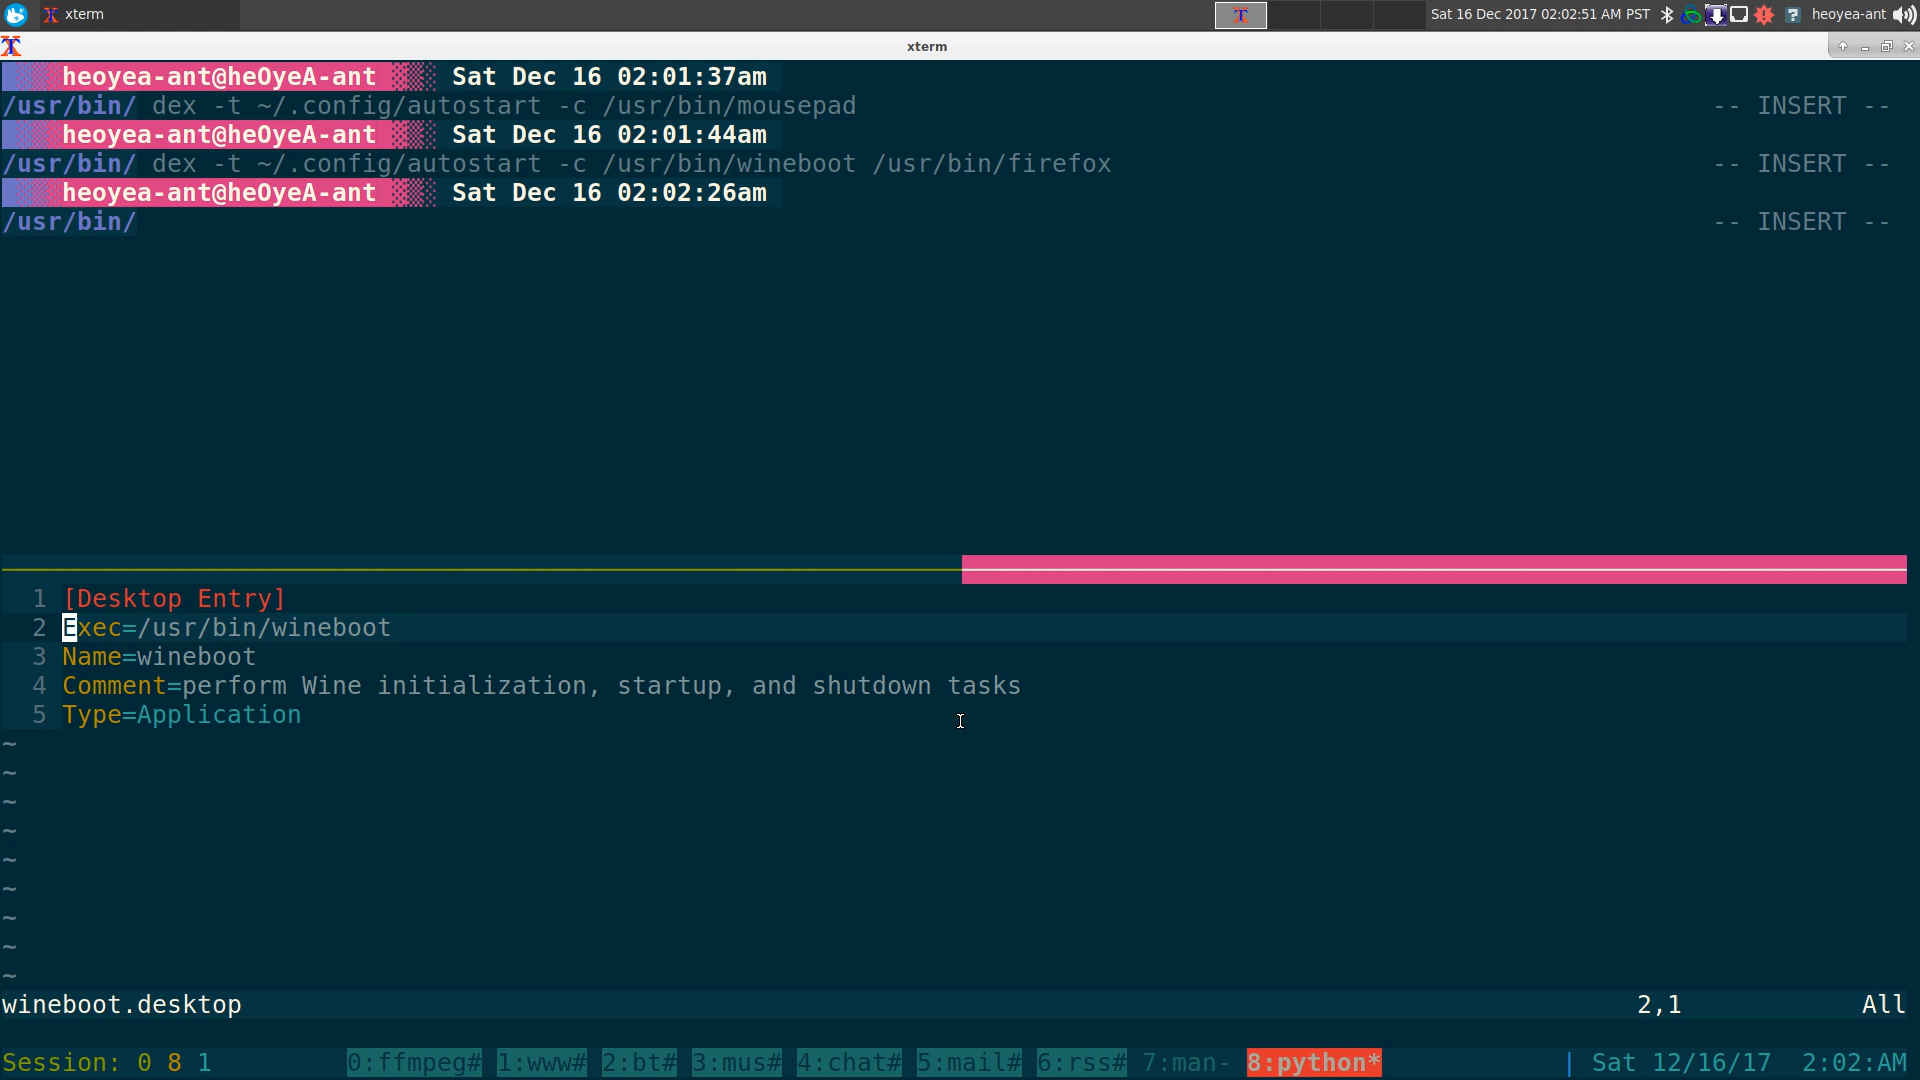 xterm
Sat 16 Dec 2017 02:02:51 AM PST
heoyea-ant
xterm
heoyea-ant@heOyeA-ant Sat Dec 16 02:01:37am
/usr/bin/ dex -t ~/.config/autostart -c /usr/bin/mousepad -- INSERT --
heoyea-ant@heOyeA-ant Sat Dec 16 02:01:44am
/usr/bin/ dex -t ~/.config/autostart -c /usr/bin/wineboot /usr/bin/firefox -- INSERT --
heoyea-ant@heOyeA-ant Sat Dec 16 02:02:26am
/usr/bin/ -- INSERT --
1 [Desktop Entry]
2 Exec=/usr/bin/wineboot
3 Name=wineboot
4 Comment=perform Wine initialization, startup, and shutdown tasks
5 Type=Application
~
~
~
~
~
~
~
~
~
wineboot.desktop 2,1 All
Session: 0 8 1 0:ffmpeg# 1:www# 2:bt# 3:mus# 4:chat# 5:mail# 6:rss# 7:man- 8:python* | Sat 12/16/17 2:02:AM